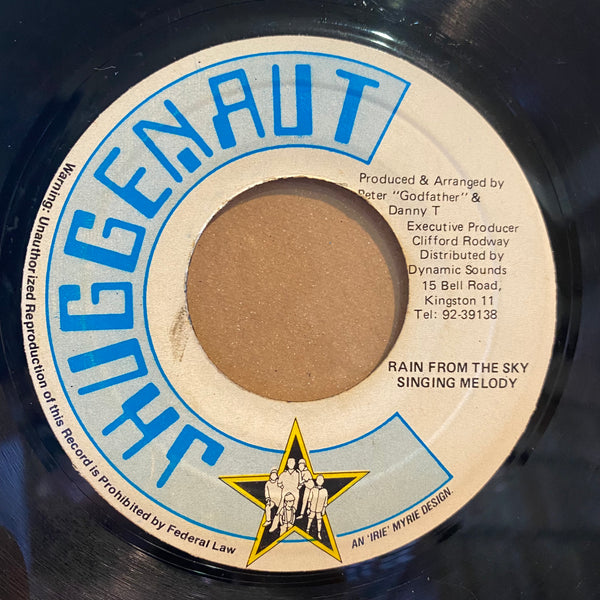 JHUGGENAUT
Produced & Arranged by
Peter "Godfather" &
Danny T
Executive Producer
Clifford Rodway
Distributed by
Dynamic Sounds
15 Bell Road,
Kingston 11
Tel: 92-39138
RAIN FROM THE SKY
SINGING MELODY
Warning: Unauthorized Reproduction of this Record is Prohibited by Federal Law
AN 'IRIE' MYRIE DESIGN.